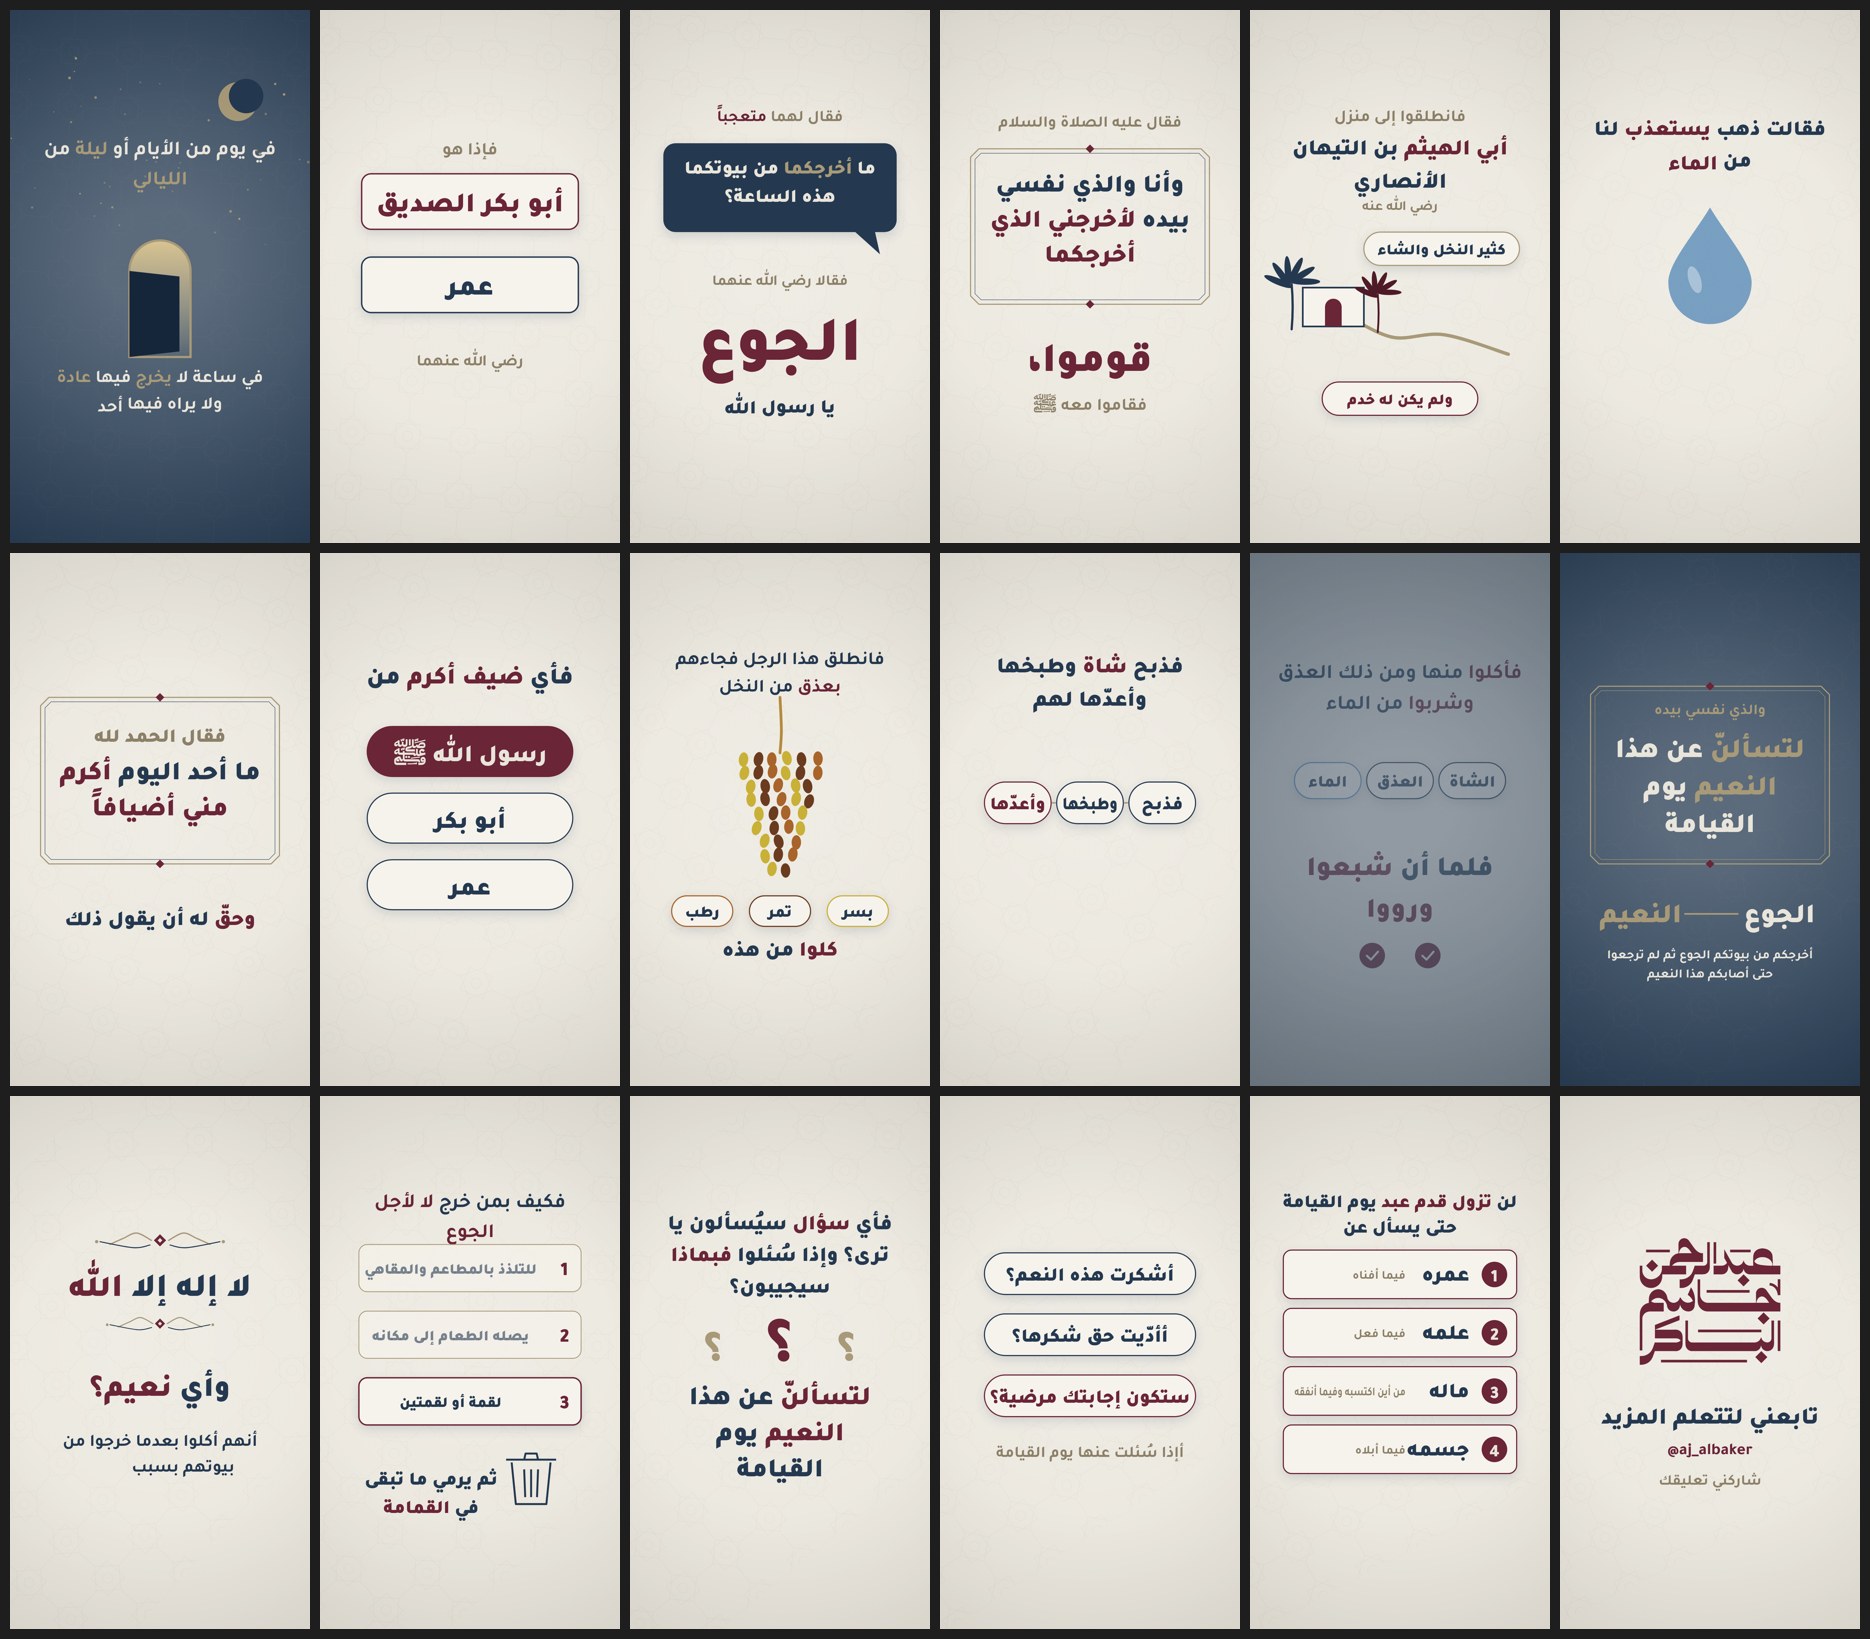 في يوم من الأيام أو ليلة من
الليالي
في ساعة لا يخرج فيها عادة
ولا يراه فيها أحد
فإذا هو
أبو بكر الصديق
عمر
رضي الله عنهما
فقال لهما متعجباً
ما أخرجكما من بيوتكما
هذه الساعة؟
فقالا رضي الله عنهما
الجوع
يا رسول الله
فقال عليه الصلاة والسلام
وأنا والذي نفسي
بيده لأخرجني الذي
أخرجكما
قوموا،
فقاموا معه ﷺ
فانطلقوا إلى منزل
أبي الهيثم بن التيهان
الأنصاري
رضي الله عنه
كثير النخل والشاء
ولم يكن له خدم
فقالت ذهب يستعذب لنا
من الماء
فقال الحمد لله
ما أحد اليوم أكرم
مني أضيافاً
وحقّ له أن يقول ذلك
فأي ضيف أكرم من
رسول الله ﷺ
أبو بكر
عمر
فانطلق هذا الرجل فجاءهم
بعذق من النخل
بسر
تمر
رطب
كلوا من هذه
فذبح شاة وطبخها
وأعدّها لهم
فذبح
وطبخها
وأعدّها
فأكلوا منها ومن ذلك العذق
وشربوا من الماء
الشاة
العذق
الماء
فلما أن شبعوا
ورووا
والذي نفسي بيده
لتسألنّ عن هذا
النعيم يوم
القيامة
الجوع النعيم
أخرجكم من بيوتكم الجوع ثم لم ترجعوا
حتى أصابكم هذا النعيم
لا إله إلا الله
وأي نعيم؟
أنهم أكلوا بعدما خرجوا من
بيوتهم بسبب
فكيف بمن خرج لا لأجل
الجوع
1 للتلذذ بالمطاعم والمقاهي
2 يصله الطعام إلى مكانه
3 لقمة أو لقمتين
ثم يرمي ما تبقى
في القمامة
فأي سؤال سيُسألون يا
ترى؟ وإذا سُئلوا فبماذا
سيجيبون؟
؟ ؟ ؟
لتسألنّ عن هذا
النعيم يوم
القيامة
أشكرت هذه النعم؟
أأدّيت حق شكرها؟
ستكون إجابتك مرضية؟
أإذا سُئلت عنها يوم القيامة
لن تزول قدم عبد يوم القيامة
حتى يسأل عن
1 عمره فيما أفناه
2 علمه فيما فعل
3 ماله من أين اكتسبه وفيما أنفقه
4 جسمه فيما أبلاه
عبدالرحمن
جاسم
الباكر
تابعني لتتعلم المزيد
@aj_albaker
شاركني تعليقك